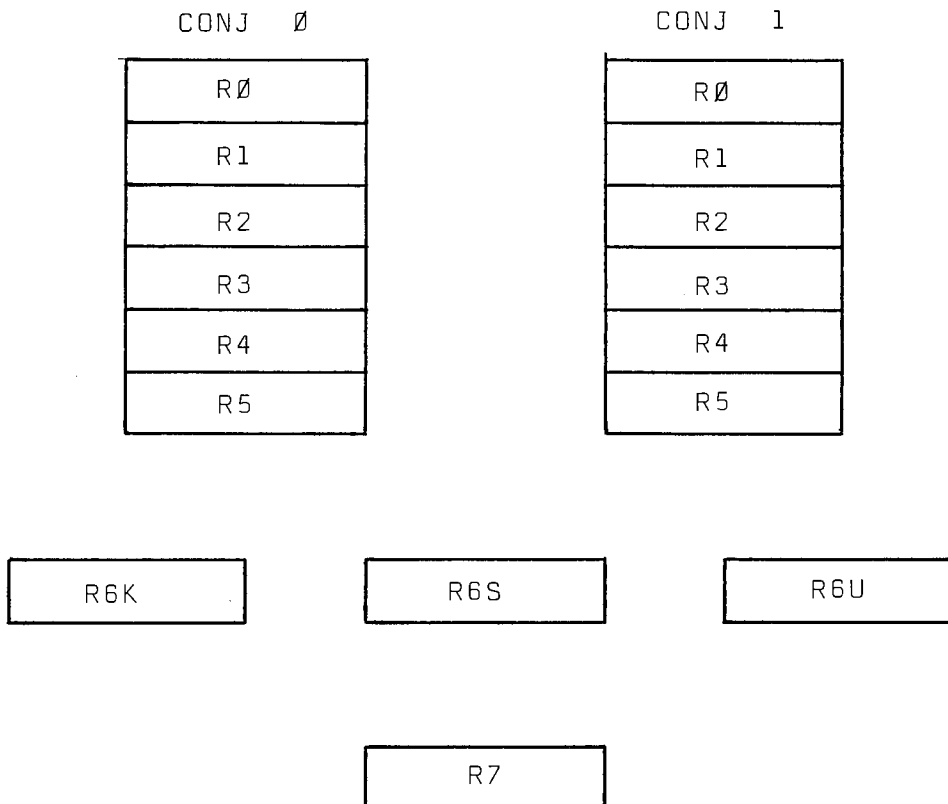 CONJ Ø CONJ 1
RØ RØ
R1 R1
R2 R2
R3 R3
R4 R4
R5 R5
R6K R6S R6U
R7